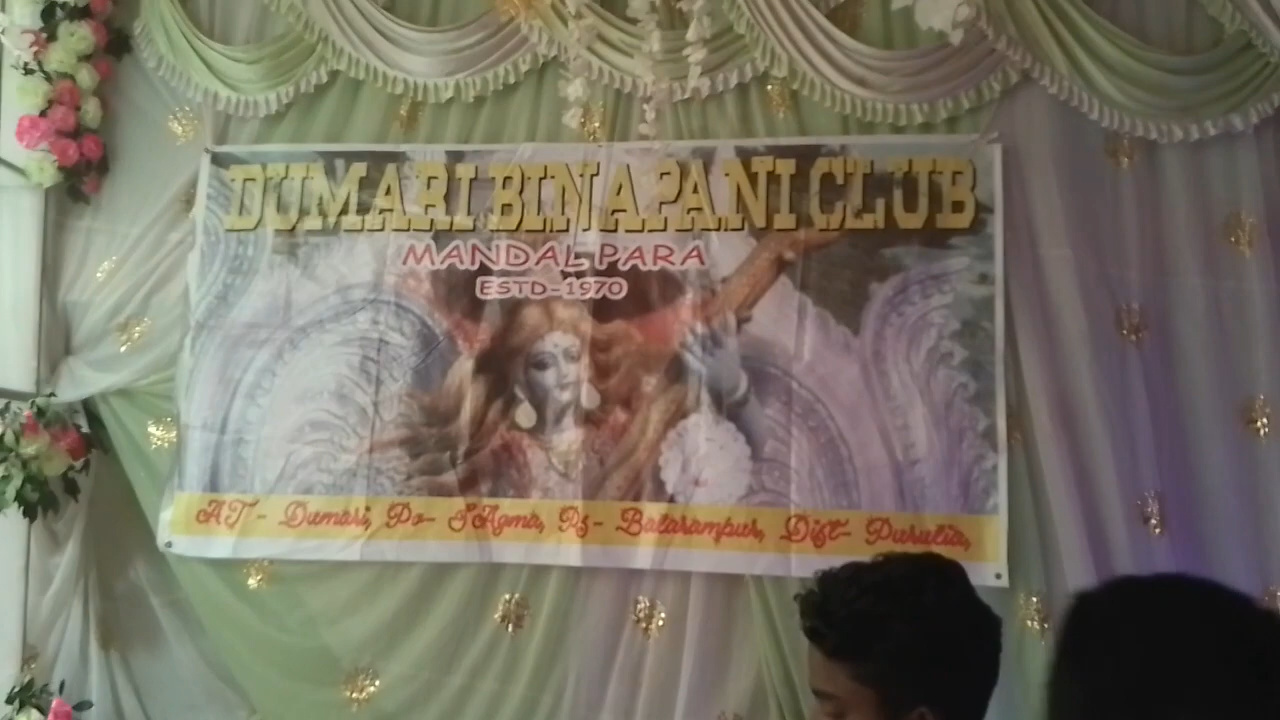 DUMARI BINAPANI CLUB
MANDAL PARA
ESTD-1970
AT - Dumari, Po- SAgma, Ps- Balarampur, Dist- Purulia,